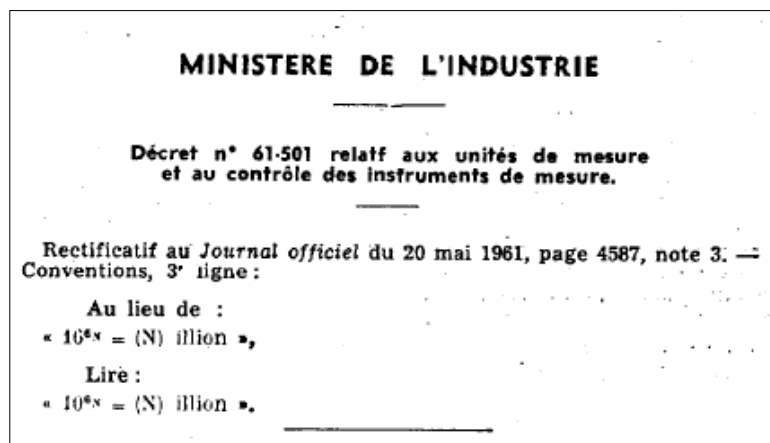 MINISTERE DE L'INDUSTRIE
Décret n° 61-501 relatf aux unités de mesure
et au contrôle des instruments de mesure.
Rectificatif au Journal officiel du 20 mai 1961, page 4587, note 3. —
Conventions, 3e ligne :
Au lieu de :
« 16⁶ᴺ = (N) illion »,
Lire :
« 10⁶ᴺ = (N) illion ».